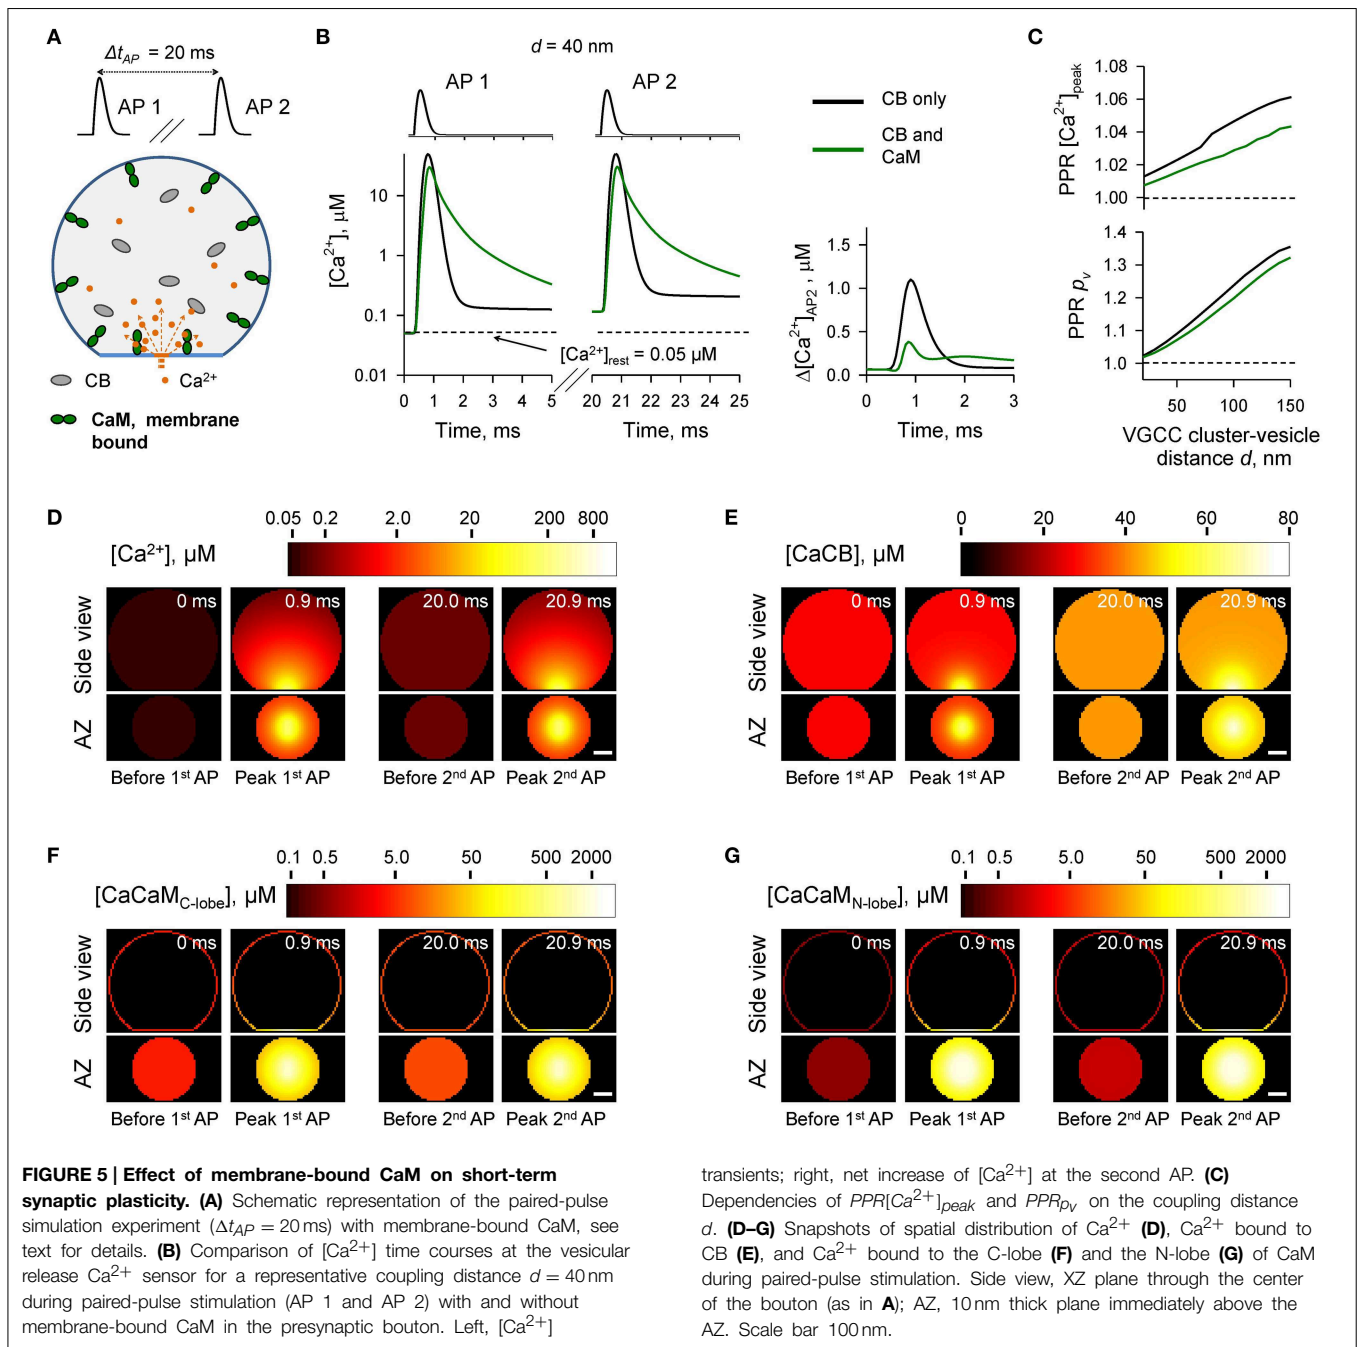 A
Δt_AP = 20 ms
AP 1
AP 2
CB
Ca²⁺
CaM, membrane
bound
B
d = 40 nm
AP 1
AP 2
0 1 2 3 4 5
20 21 22 23 24 25
[Ca²⁺], μM
10
1
0.1
0.01
[Ca²⁺]rest = 0.05 μM
0 1 2 3 4 5
20 21 22 23 24 25
Time, ms
Time, ms
CB only
CB and
CaM
Δ[Ca²⁺]AP2 , μM
1.5
1.0
0.5
0.0
0 1 2 3
Time, ms
C
PPR [Ca²⁺]peak
1.08
1.06
1.04
1.02
1.00
PPR pv
1.4
1.3
1.2
1.1
1.0
50 100 150
VGCC cluster-vesicle
distance d, nm
D
0.05 0.2 2.0 20 200 800
[Ca²⁺], μM
Side view
0 ms 0.9 ms 20.0 ms 20.9 ms
AZ
Before 1st AP Peak 1st AP Before 2nd AP Peak 2nd AP
E
0 20 40 60 80
[CaCB], μM
Side view
0 ms 0.9 ms 20.0 ms 20.9 ms
AZ
Before 1st AP Peak 1st AP Before 2nd AP Peak 2nd AP
F
0.1 0.5 5.0 50 500 2000
[CaCaM_C-lobe], μM
Side view
0 ms 0.9 ms 20.0 ms 20.9 ms
AZ
Before 1st AP Peak 1st AP Before 2nd AP Peak 2nd AP
G
0.1 0.5 5.0 50 500 2000
[CaCaM_N-lobe], μM
Side view
0 ms 0.9 ms 20.0 ms 20.9 ms
AZ
Before 1st AP Peak 1st AP Before 2nd AP Peak 2nd AP
FIGURE 5 | Effect of membrane-bound CaM on short-term
synaptic plasticity. (A) Schematic representation of the paired-pulse
simulation experiment (Δt_AP = 20 ms) with membrane-bound CaM, see
text for details. (B) Comparison of [Ca²⁺] time courses at the vesicular
release Ca²⁺ sensor for a representative coupling distance d = 40 nm
during paired-pulse stimulation (AP 1 and AP 2) with and without
membrane-bound CaM in the presynaptic bouton. Left, [Ca²⁺]
transients; right, net increase of [Ca²⁺] at the second AP. (C)
Dependencies of PPR[Ca²⁺]peak and PPRpv on the coupling distance
d. (D–G) Snapshots of spatial distribution of Ca²⁺ (D), Ca²⁺ bound to
CB (E), and Ca²⁺ bound to the C-lobe (F) and the N-lobe (G) of CaM
during paired-pulse stimulation. Side view, XZ plane through the center
of the bouton (as in A); AZ, 10 nm thick plane immediately above the
AZ. Scale bar 100 nm.